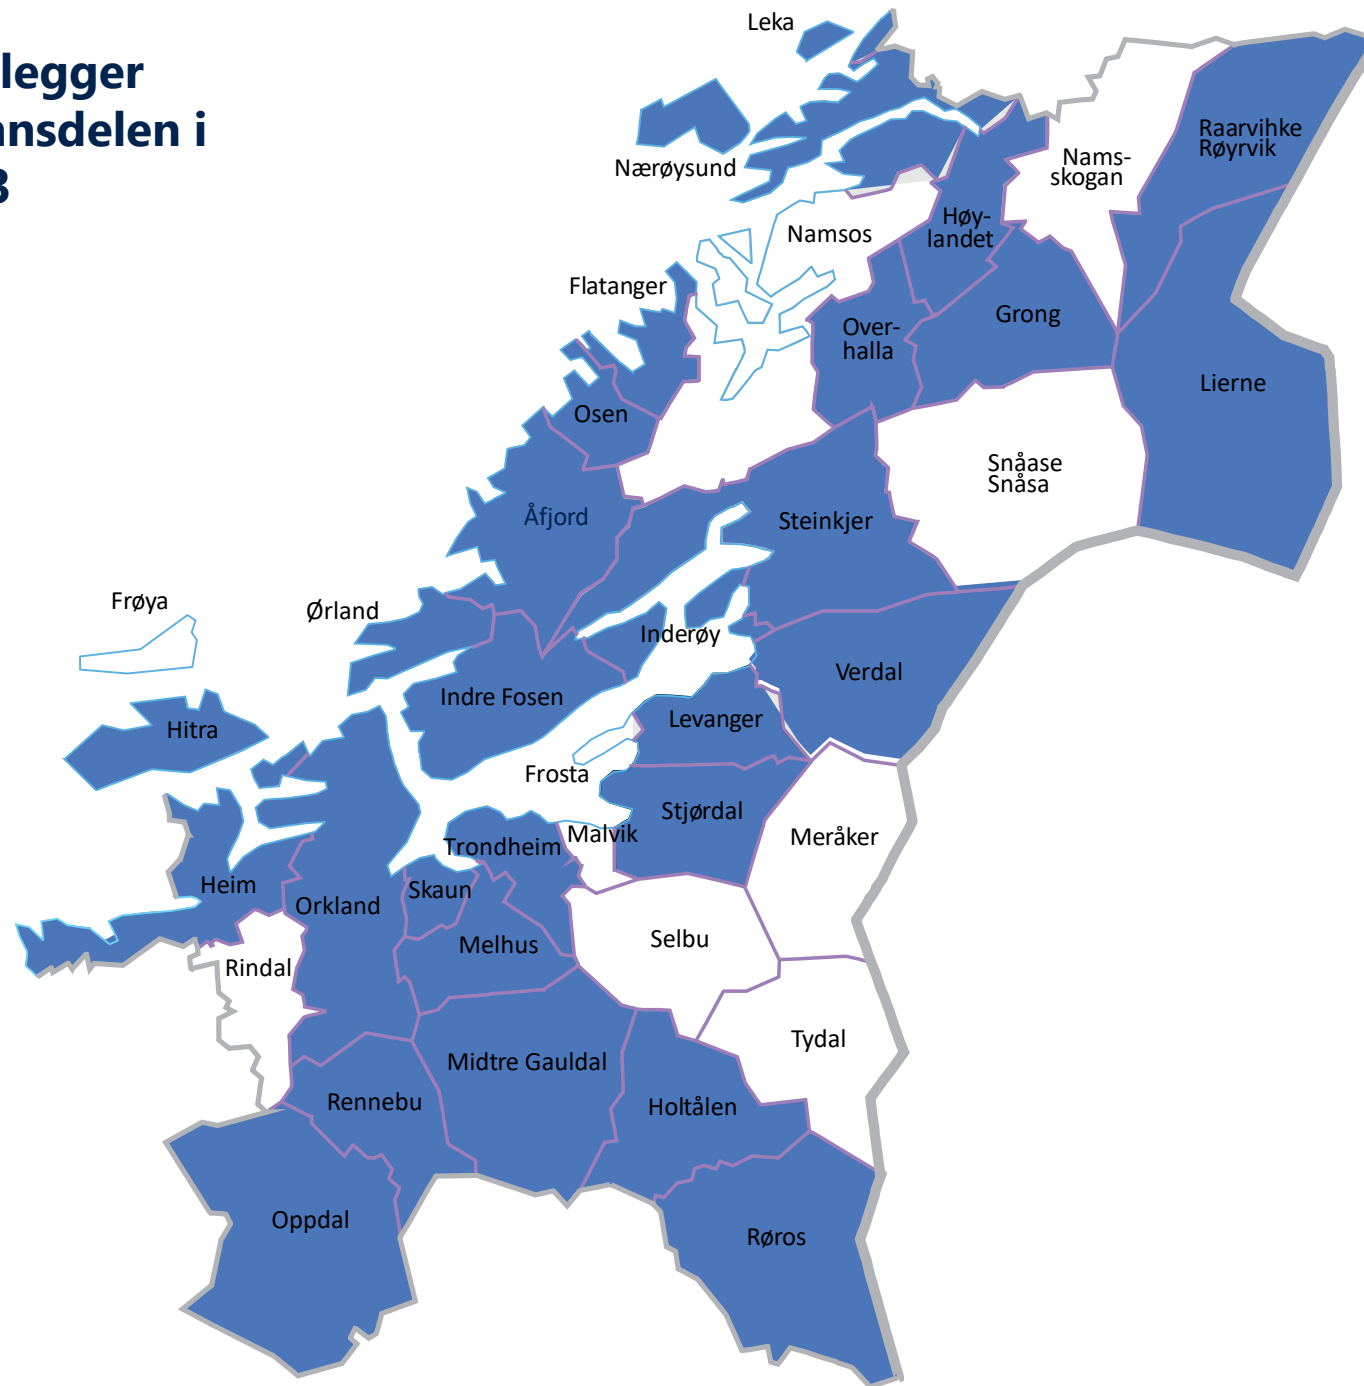 legger
ansdelen i
3
Leka
Nærøysund
Raarvihke
Røyrvik
Nams-
skogan
Høy-
landet
Namsos
Flatanger
Grong
Over-
halla
Lierne
Osen
Snåase
Snåsa
Åfjord
Steinkjer
Frøya
Ørland
Inderøy
Verdal
Indre Fosen
Levanger
Hitra
Frosta
Stjørdal
Malvik
Meråker
Trondheim
Heim
Skaun
Orkland
Selbu
Melhus
Rindal
Tydal
Midtre Gauldal
Rennebu
Holtålen
Oppdal
Røros